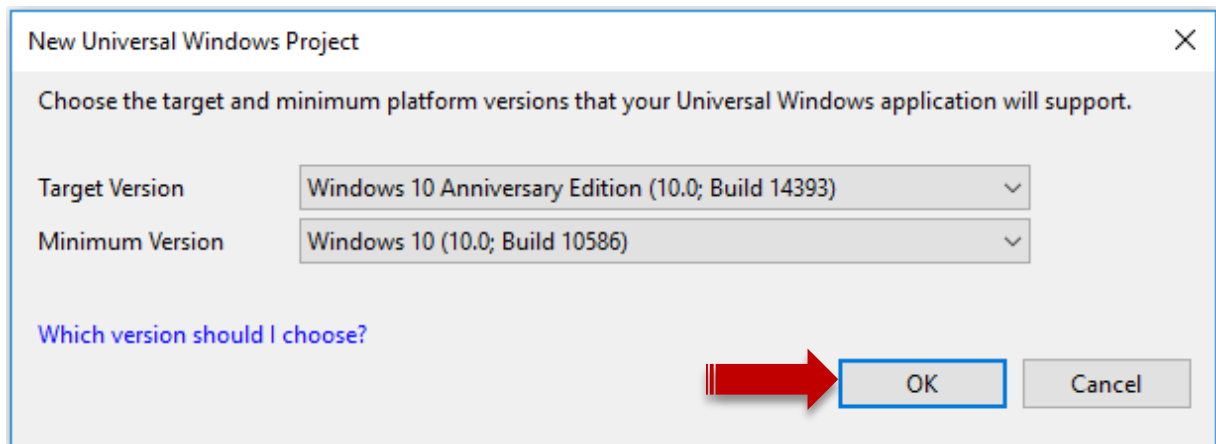 New Universal Windows Project
Choose the target and minimum platform versions that your Universal Windows application will support.
Target Version Windows 10 Anniversary Edition (10.0; Build 14393)
Minimum Version Windows 10 (10.0; Build 10586)
Which version should I choose?
OK Cancel